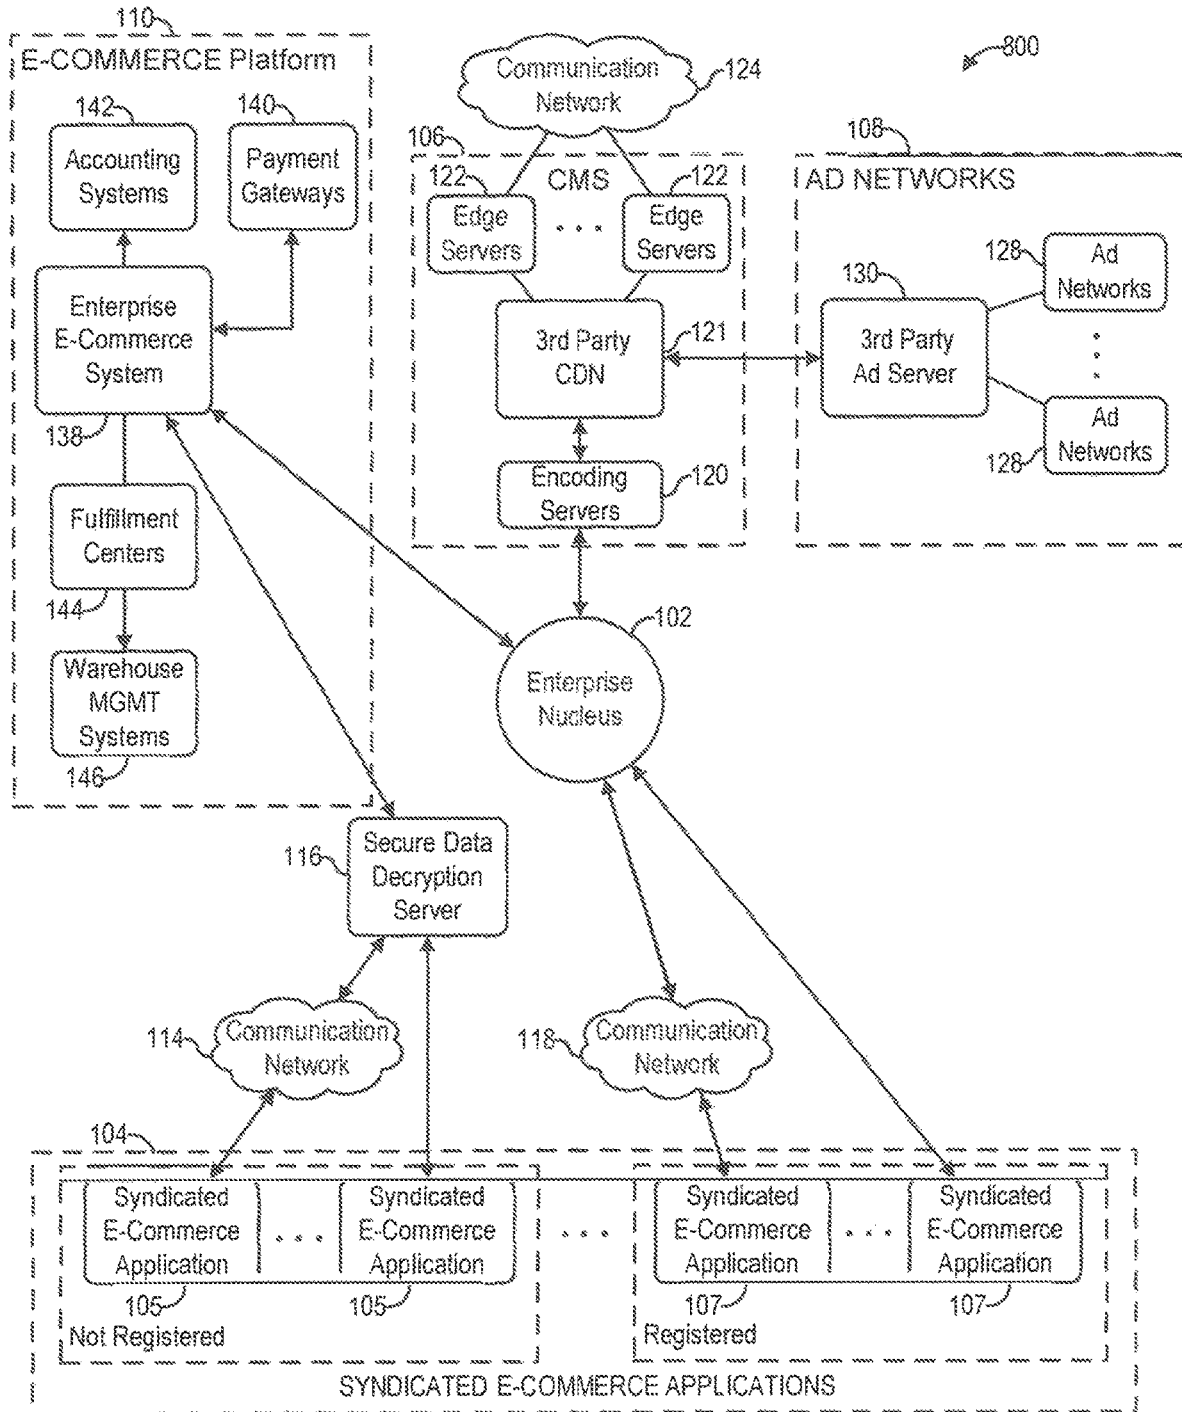 110
E-COMMERCE Platform
142
Accounting
Systems
140
Payment
Gateways
Enterprise
E-Commerce
System
138
Fulfillment
Centers
144
Warehouse
MGMT
Systems
146
Communication
Network
124
800
106
CMS
122
Edge
Servers
. . .
122
Edge
Servers
3rd Party
CDN
121
Encoding
Servers
120
108
AD NETWORKS
130
3rd Party
Ad Server
128
Ad
Networks
. . .
128
Ad
Networks
102
Enterprise
Nucleus
116
Secure Data
Decryption
Server
114
Communication
Network
118
Communication
Network
104
Syndicated
E-Commerce
Application
. . .
Syndicated
E-Commerce
Application
. . .
Syndicated
E-Commerce
Application
. . .
Syndicated
E-Commerce
Application
105
105
107
107
Not Registered
Registered
SYNDICATED E-COMMERCE APPLICATIONS